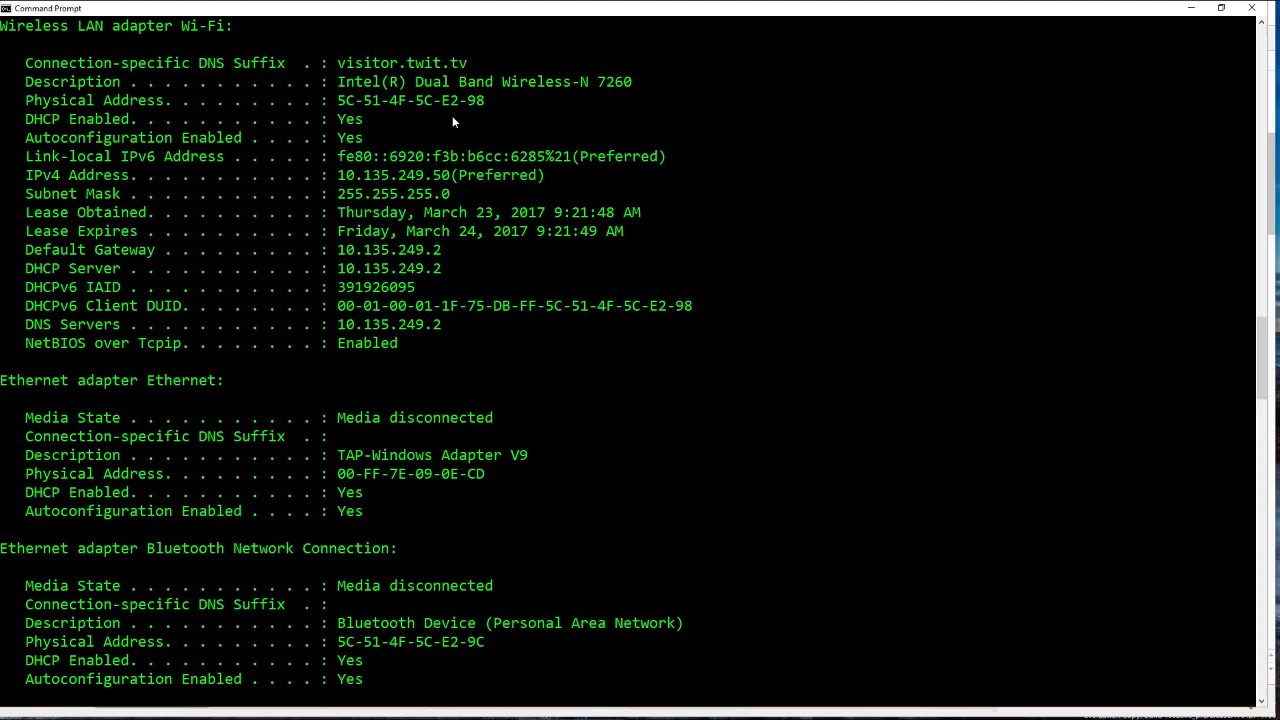 Command Prompt
Wireless LAN adapter Wi-Fi:
Connection-specific DNS Suffix  . : visitor.twit.tv
Description . . . . . . . . . . . : Intel(R) Dual Band Wireless-N 7260
Physical Address. . . . . . . . . : 5C-51-4F-5C-E2-98
DHCP Enabled. . . . . . . . . . . : Yes
Autoconfiguration Enabled . . . . : Yes
Link-local IPv6 Address . . . . . : fe80::6920:f3b:b6cc:6285%21(Preferred)
IPv4 Address. . . . . . . . . . . : 10.135.249.50(Preferred)
Subnet Mask . . . . . . . . . . . : 255.255.255.0
Lease Obtained. . . . . . . . . . : Thursday, March 23, 2017 9:21:48 AM
Lease Expires . . . . . . . . . . : Friday, March 24, 2017 9:21:49 AM
Default Gateway . . . . . . . . . : 10.135.249.2
DHCP Server . . . . . . . . . . . : 10.135.249.2
DHCPv6 IAID . . . . . . . . . . . : 391926095
DHCPv6 Client DUID. . . . . . . . : 00-01-00-01-1F-75-DB-FF-5C-51-4F-5C-E2-98
DNS Servers . . . . . . . . . . . : 10.135.249.2
NetBIOS over Tcpip. . . . . . . . : Enabled
Ethernet adapter Ethernet:
Media State . . . . . . . . . . . : Media disconnected
Connection-specific DNS Suffix  . :
Description . . . . . . . . . . . : TAP-Windows Adapter V9
Physical Address. . . . . . . . . : 00-FF-7E-09-0E-CD
DHCP Enabled. . . . . . . . . . . : Yes
Autoconfiguration Enabled . . . . : Yes
Ethernet adapter Bluetooth Network Connection:
Media State . . . . . . . . . . . : Media disconnected
Connection-specific DNS Suffix  . :
Description . . . . . . . . . . . : Bluetooth Device (Personal Area Network)
Physical Address. . . . . . . . . : 5C-51-4F-5C-E2-9C
DHCP Enabled. . . . . . . . . . . : Yes
Autoconfiguration Enabled . . . . : Yes